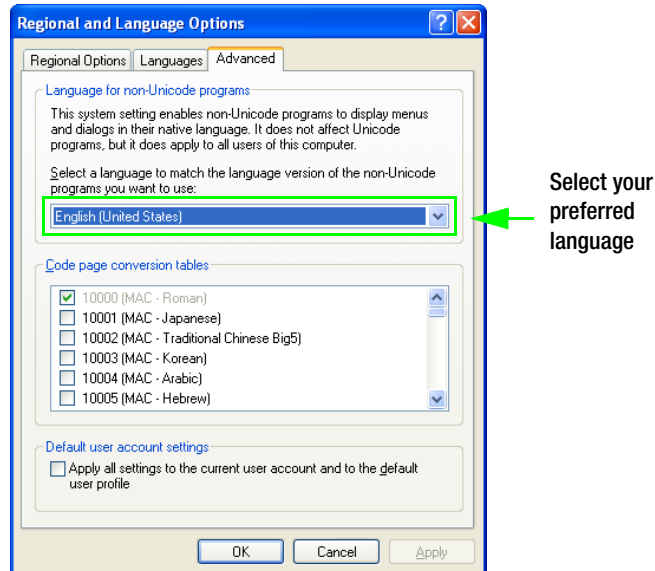 Regional and Language Options
Regional Options Languages Advanced
Language for non-Unicode programs
This system setting enables non-Unicode programs to display menus
and dialogs in their native language. It does not affect Unicode
programs, but it does apply to all users of this computer.
Select a language to match the language version of the non-Unicode
programs you want to use:
English (United States)
Select your
preferred
language
Code page conversion tables
10000 (MAC - Roman)
10001 (MAC - Japanese)
10002 (MAC - Traditional Chinese Big5)
10003 (MAC - Korean)
10004 (MAC - Arabic)
10005 (MAC - Hebrew)
Default user account settings
Apply all settings to the current user account and to the default
user profile
OK Cancel Apply